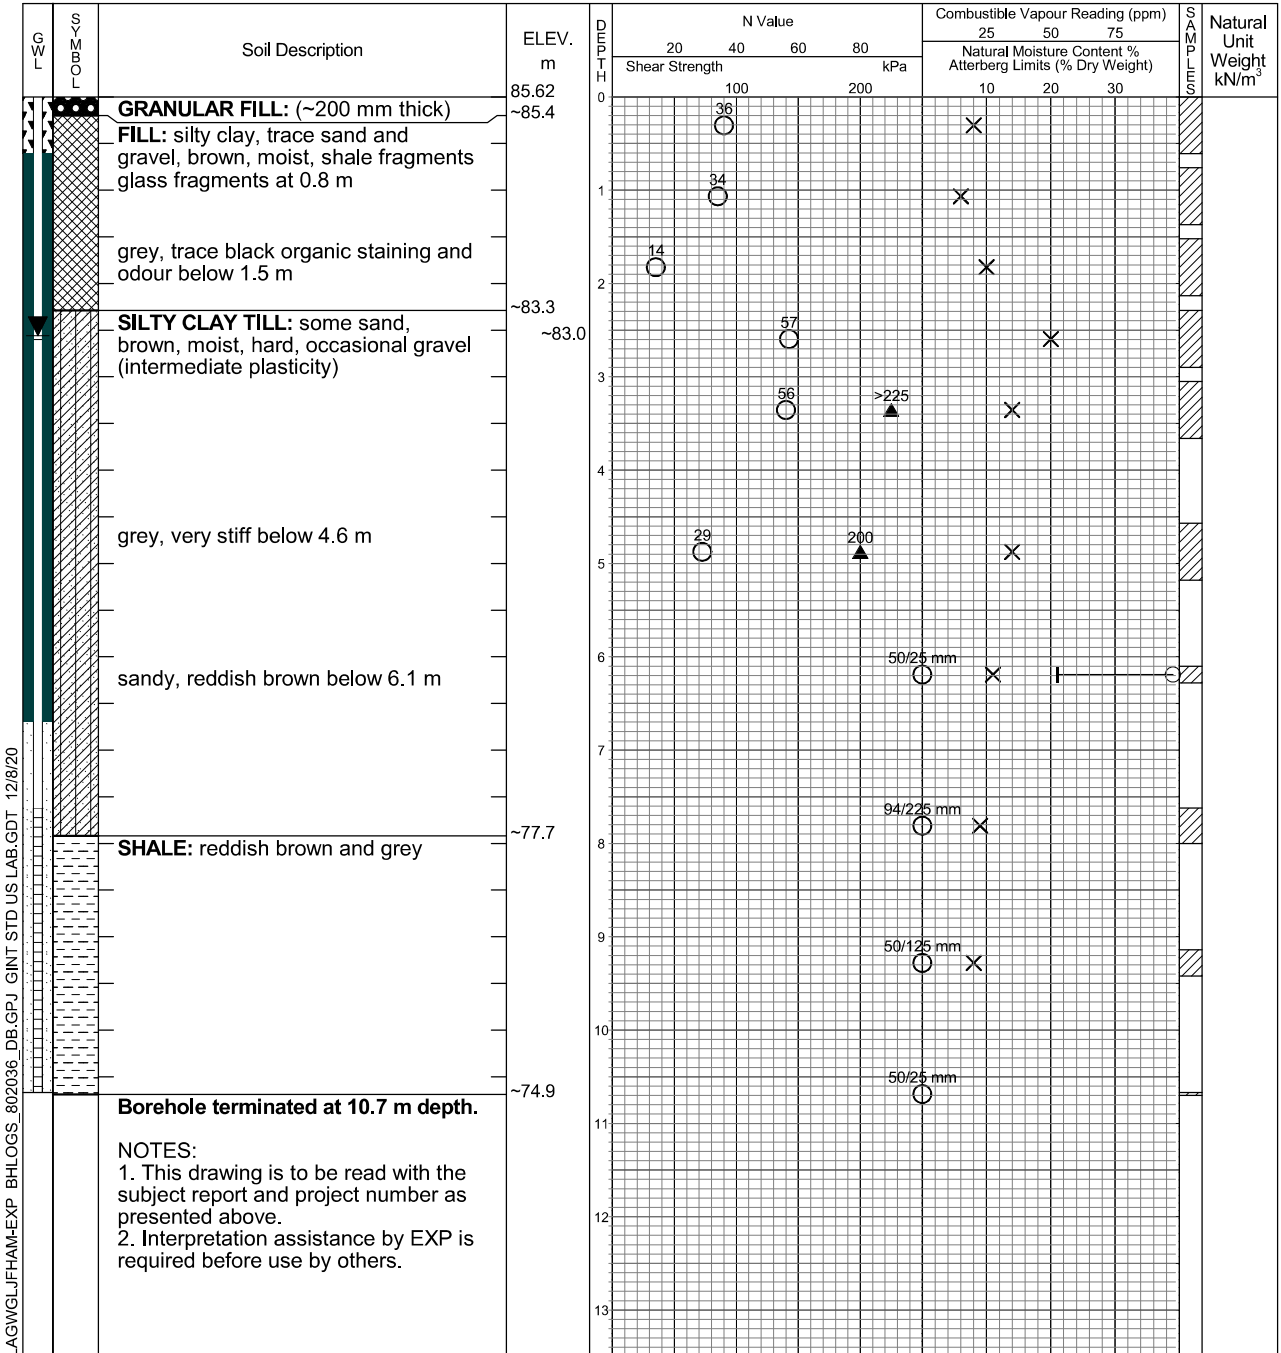 GWL
SYMBOL
Soil Description
ELEV.
m
DEPTH
N Value
20 40 60 80
Shear Strength kPa
100 200
Combustible Vapour Reading (ppm)
25 50 75
Natural Moisture Content %
Atterberg Limits (% Dry Weight)
10 20 30
SAMPLES
Natural
Unit
Weight
kN/m³
85.62
0
GRANULAR FILL: (~200 mm thick)
~85.4
36
FILL: silty clay, trace sand and
gravel, brown, moist, shale fragments
glass fragments at 0.8 m
34
1
grey, trace black organic staining and
odour below 1.5 m
14
2
~83.3
SILTY CLAY TILL: some sand,
brown, moist, hard, occasional gravel
(intermediate plasticity)
~83.0
57
3
56
>225
4
grey, very stiff below 4.6 m
29
200
5
6
50/25 mm
sandy, reddish brown below 6.1 m
7
94/225 mm
~77.7
SHALE: reddish brown and grey
8
9
50/125 mm
10
50/25 mm
~74.9
Borehole terminated at 10.7 m depth.
11
NOTES:
1. This drawing is to be read with the
subject report and project number as
presented above.
2. Interpretation assistance by EXP is
required before use by others.
12
13
AGWGLJFHAM-EXP BHLOGS_802036_DB.GPJ GINT STD US LAB.GDT 12/8/20